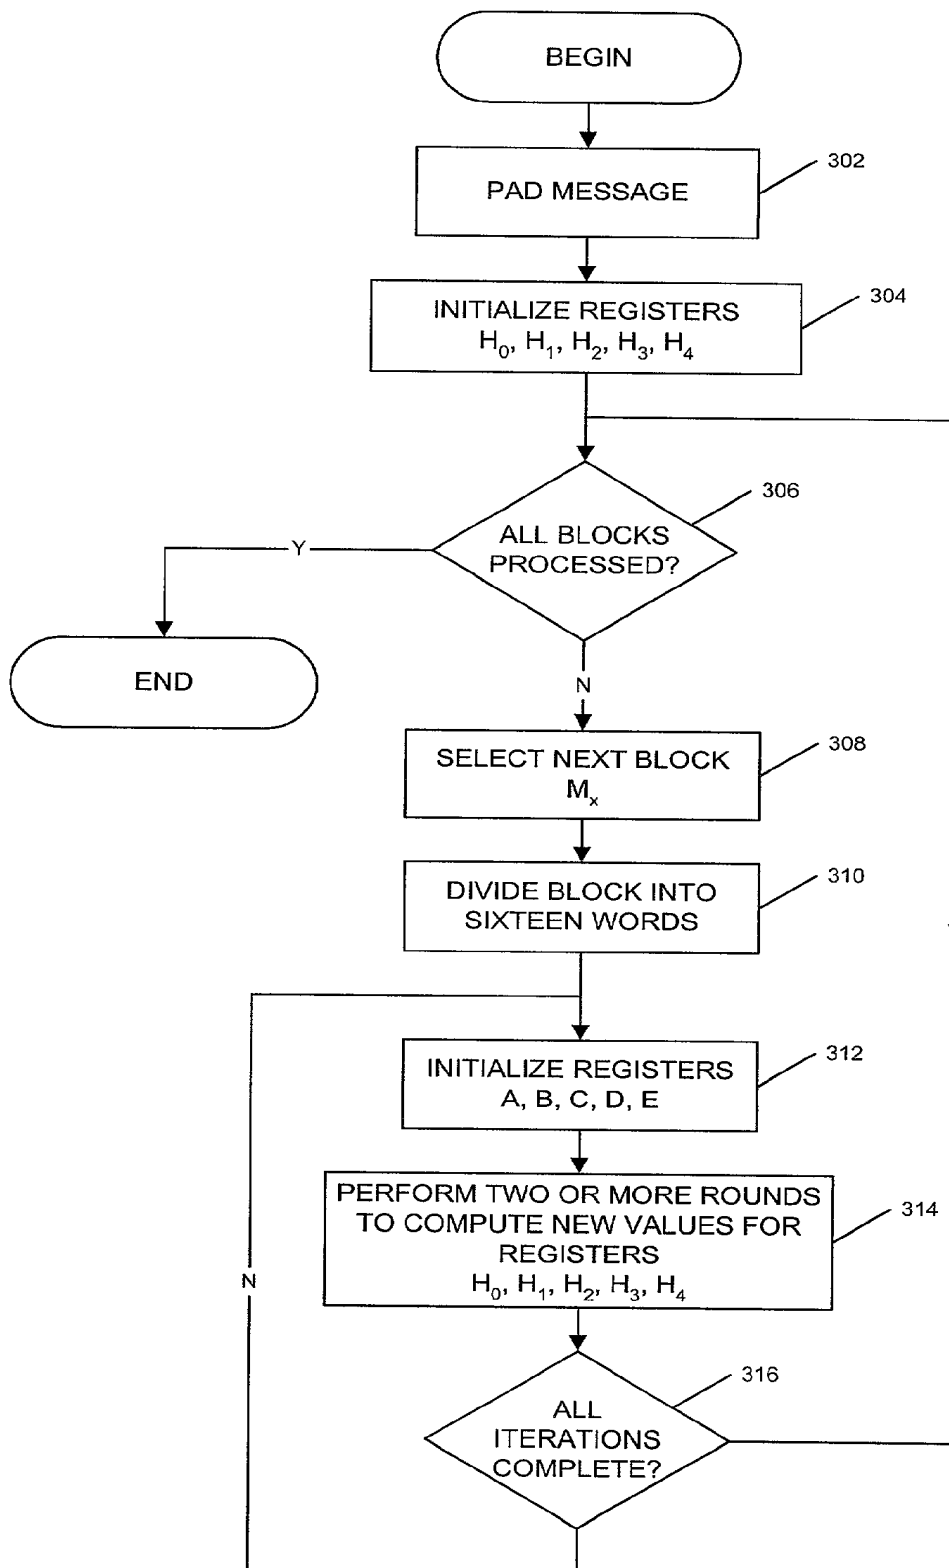 BEGIN
302
PAD MESSAGE
304
INITIALIZE REGISTERS
H0, H1, H2, H3, H4
306
ALL BLOCKS
PROCESSED?
Y
END
N
308
SELECT NEXT BLOCK
Mx
310
DIVIDE BLOCK INTO
SIXTEEN WORDS
312
INITIALIZE REGISTERS
A, B, C, D, E
314
PERFORM TWO OR MORE ROUNDS
TO COMPUTE NEW VALUES FOR
REGISTERS
H0, H1, H2, H3, H4
N
316
ALL
ITERATIONS
COMPLETE?